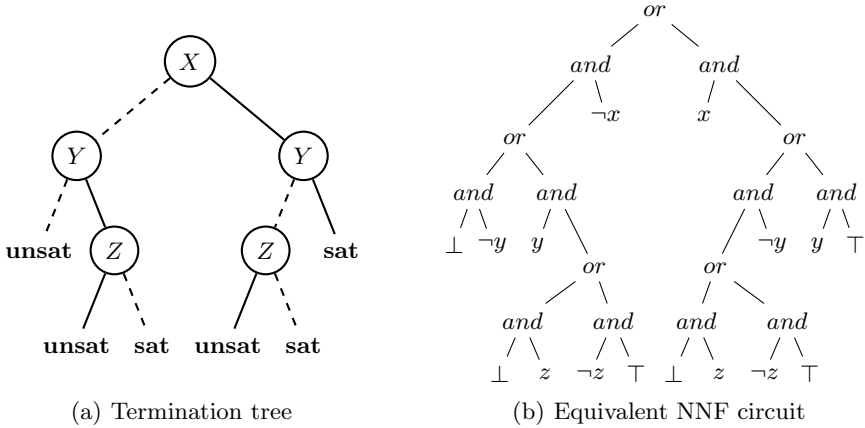 or
X
and and
¬x x
Y Y
or or
and and and and
unsat Z Z sat
⊥ ¬y y ¬y y ⊤
or or
and and and and
unsat sat unsat sat
⊥ z ¬z ⊤ ⊥ z ¬z ⊤
(a) Termination tree
(b) Equivalent NNF circuit